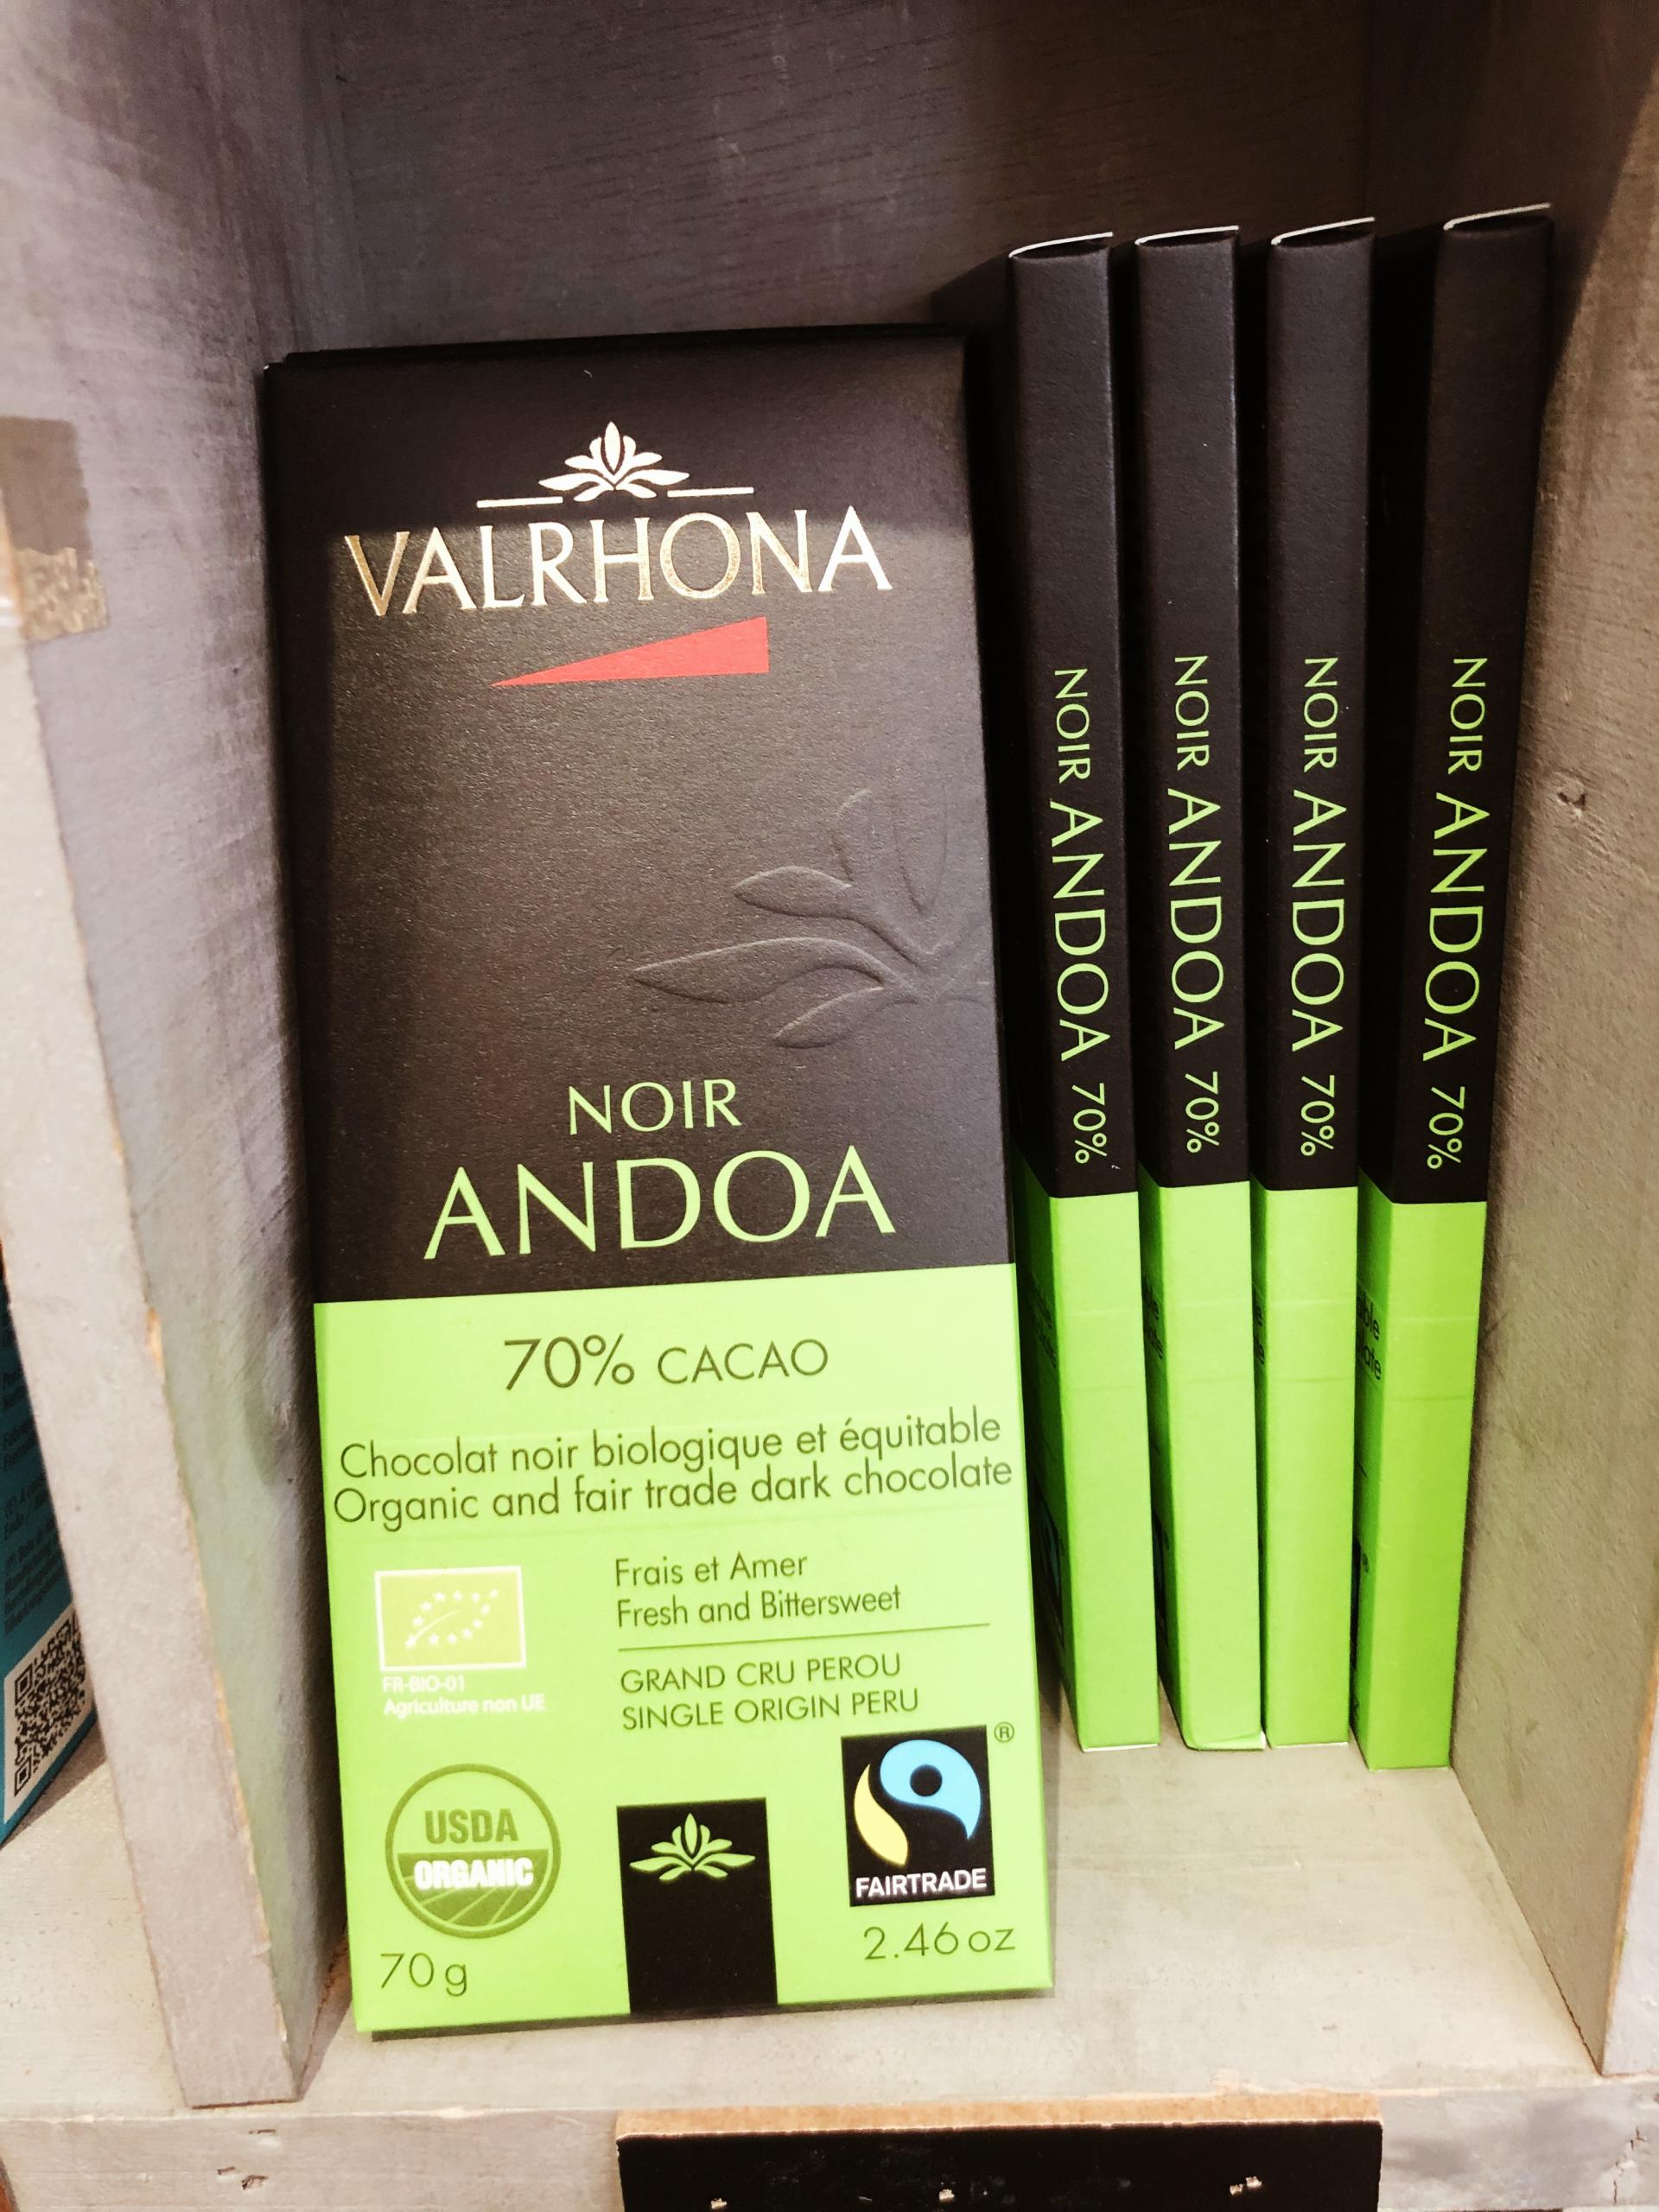 VALRHONA
NOIR
ANDOA
70% CACAO
Chocolat noir biologique et équitable
Organic and fair trade dark chocolate
Frais et Amer
Fresh and Bittersweet
FR-BIO-01
Agriculture non UE
GRAND CRU PEROU
SINGLE ORIGIN PERU
USDA
ORGANIC
FAIRTRADE
®
70g
2.46oz
NOIR ANDOA 70%
NOIR ANDOA 70%
NOIR ANDOA 70%
NOIR ANDOA 70%